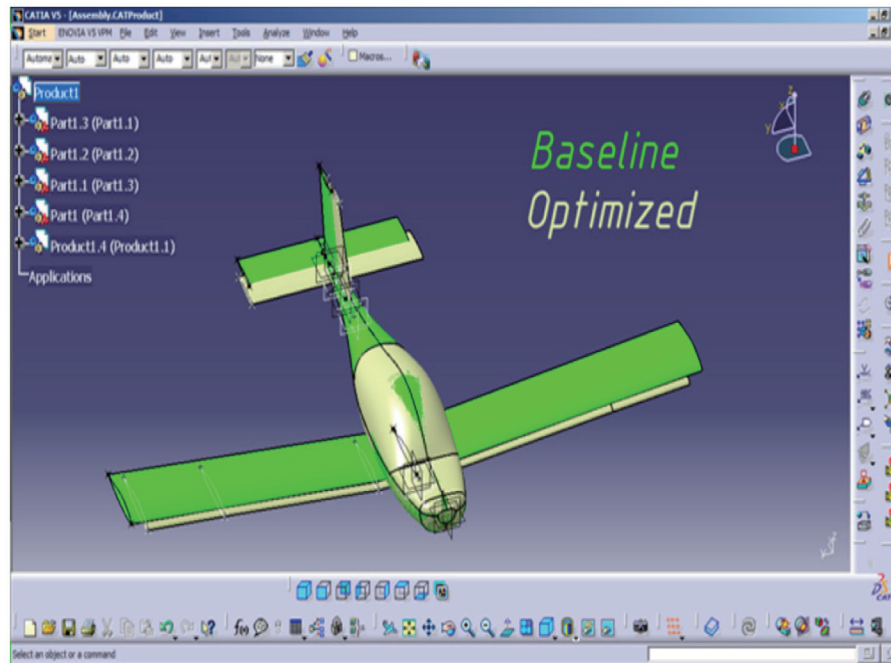 CATIA V5 - [Assembly.CATProduct]
Start ENOVIA V5 VPM File Edit View Insert Tools Analyze Window Help
Auto Auto Auto None Macros...
Product1
Part1.3 (Part1.1)
Part1.2 (Part1.2)
Part1.1 (Part1.3)
Part1 (Part1.4)
Product1.4 (Product1.1)
Applications
Baseline
Optimized
z
x
y
f(x)
Select an object or a command